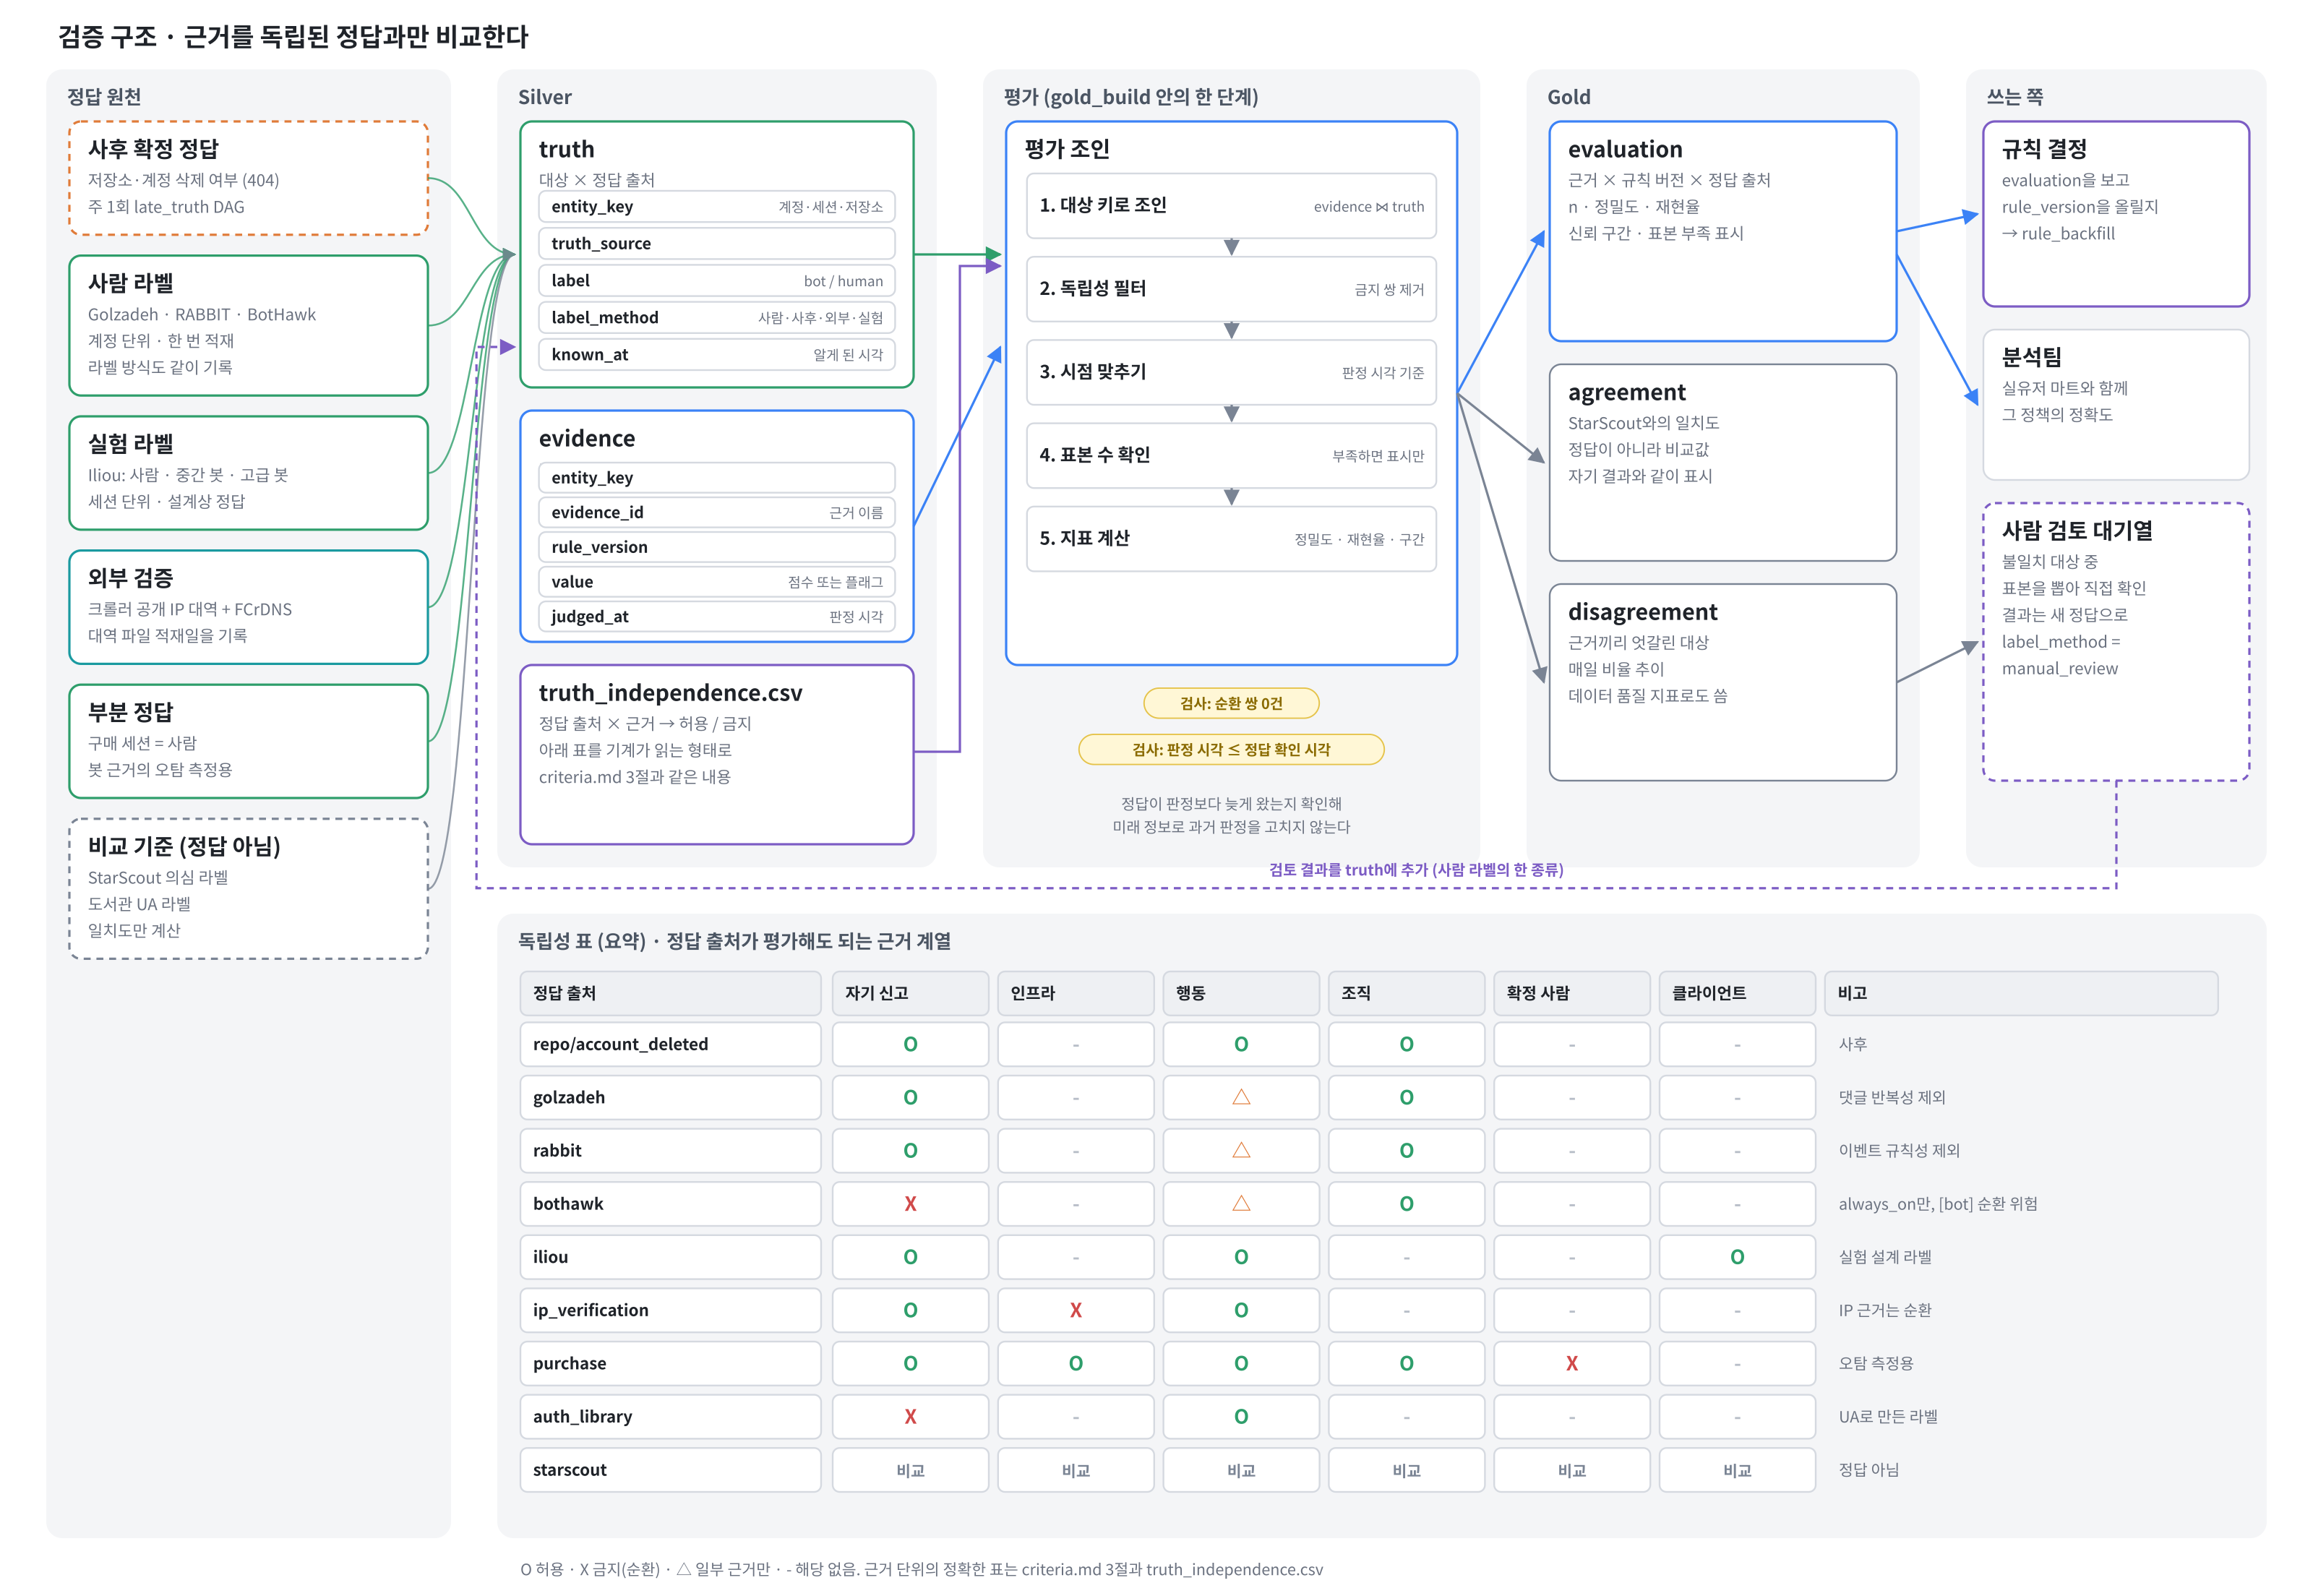 검증 구조 · 근거를 독립된 정답과만 비교한다
정답 원천
사후 확정 정답
저장소·계정 삭제 여부 (404)
주 1회 late_truth DAG
사람 라벨
Golzadeh · RABBIT · BotHawk
계정 단위 · 한 번 적재
라벨 방식도 같이 기록
실험 라벨
Iliou: 사람 · 중간 봇 · 고급 봇
세션 단위 · 설계상 정답
외부 검증
크롤러 공개 IP 대역 + FCrDNS
대역 파일 적재일을 기록
부분 정답
구매 세션 = 사람
봇 근거의 오탐 측정용
비교 기준 (정답 아님)
StarScout 의심 라벨
도서관 UA 라벨
일치도만 계산
Silver
truth
대상 × 정답 출처
entity_key 계정·세션·저장소
truth_source
label bot / human
label_method 사람·사후·외부·실험
known_at 알게 된 시각
evidence
entity_key
evidence_id 근거 이름
rule_version
value 점수 또는 플래그
judged_at 판정 시각
truth_independence.csv
정답 출처 × 근거 → 허용 / 금지
아래 표를 기계가 읽는 형태로
criteria.md 3절과 같은 내용
평가 (gold_build 안의 한 단계)
평가 조인
1. 대상 키로 조인 evidence ⋈ truth
2. 독립성 필터 금지 쌍 제거
3. 시점 맞추기 판정 시각 기준
4. 표본 수 확인 부족하면 표시만
5. 지표 계산 정밀도 · 재현율 · 구간
검사: 순환 쌍 0건
검사: 판정 시각 ≤ 정답 확인 시각
정답이 판정보다 늦게 왔는지 확인해
미래 정보로 과거 판정을 고치지 않는다
Gold
evaluation
근거 × 규칙 버전 × 정답 출처
n · 정밀도 · 재현율
신뢰 구간 · 표본 부족 표시
agreement
StarScout와의 일치도
정답이 아니라 비교값
자기 결과와 같이 표시
disagreement
근거끼리 엇갈린 대상
매일 비율 추이
데이터 품질 지표로도 씀
쓰는 쪽
규칙 결정
evaluation을 보고
rule_version을 올릴지
→ rule_backfill
분석팀
실유저 마트와 함께
그 정책의 정확도
사람 검토 대기열
불일치 대상 중
표본을 뽑아 직접 확인
결과는 새 정답으로
label_method =
manual_review
검토 결과를 truth에 추가 (사람 라벨의 한 종류)
독립성 표 (요약) · 정답 출처가 평가해도 되는 근거 계열
정답 출처 자기 신고 인프라 행동 조직 확정 사람 클라이언트 비고
repo/account_deleted O - O O - - 사후
golzadeh O - △ O - - 댓글 반복성 제외
rabbit O - △ O - - 이벤트 규칙성 제외
bothawk X - △ O - - always_on만, [bot] 순환 위험
iliou O - O - - O 실험 설계 라벨
ip_verification O X O - - - IP 근거는 순환
purchase O O O O X - 오탐 측정용
auth_library X - O - - - UA로 만든 라벨
starscout 비교 비교 비교 비교 비교 비교 정답 아님
O 허용 · X 금지(순환) · △ 일부 근거만 · - 해당 없음. 근거 단위의 정확한 표는 criteria.md 3절과 truth_independence.csv